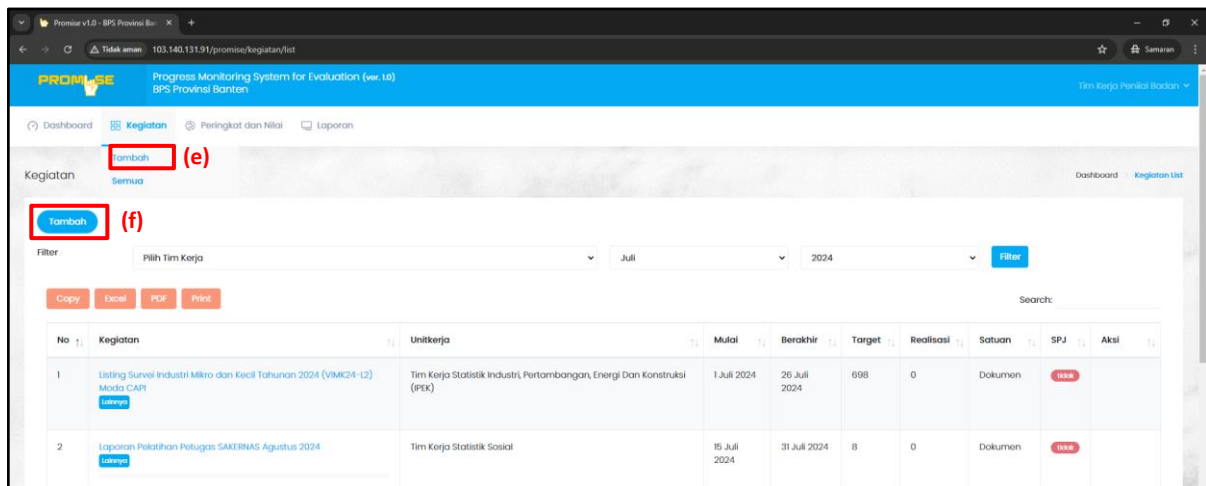 Promise v1.0 - BPS Provinsi Ban
Tidak aman 103.140.131.91/promise/kegiatan/list Samaran
PROMISE
Progress Monitoring System for Evaluation (ver. 1.0)
BPS Provinsi Banten
Tim Kerja Penilai Badan
Dashboard Kegiatan Peringkat dan Nilai Laporan
Tambah (e)
Semua
Kegiatan
Dashboard Kegiatan List
Tambah (f)
Filter Pilih Tim Kerja Juli 2024 Filter
Copy Excel PDF Print Search:
No Kegiatan Unitkerja Mulai Berakhir Target Realisasi Satuan SPJ Aksi
1 Listing Survei Industri Mikro dan Kecil Tahunan 2024 (VIMK24-L2) Tim Kerja Statistik Industri, Pertambangan, Energi Dan Konstruksi 1 Juli 2024 26 Juli 698 0 Dokumen tidak
Moda CAPI (IPEK) 2024
Lainnya
2 Laporan Pelatihan Petugas SAKERNAS Agustus 2024 Tim Kerja Statistik Sosial 15 Juli 31 Juli 2024 8 0 Dokumen tidak
Lainnya 2024